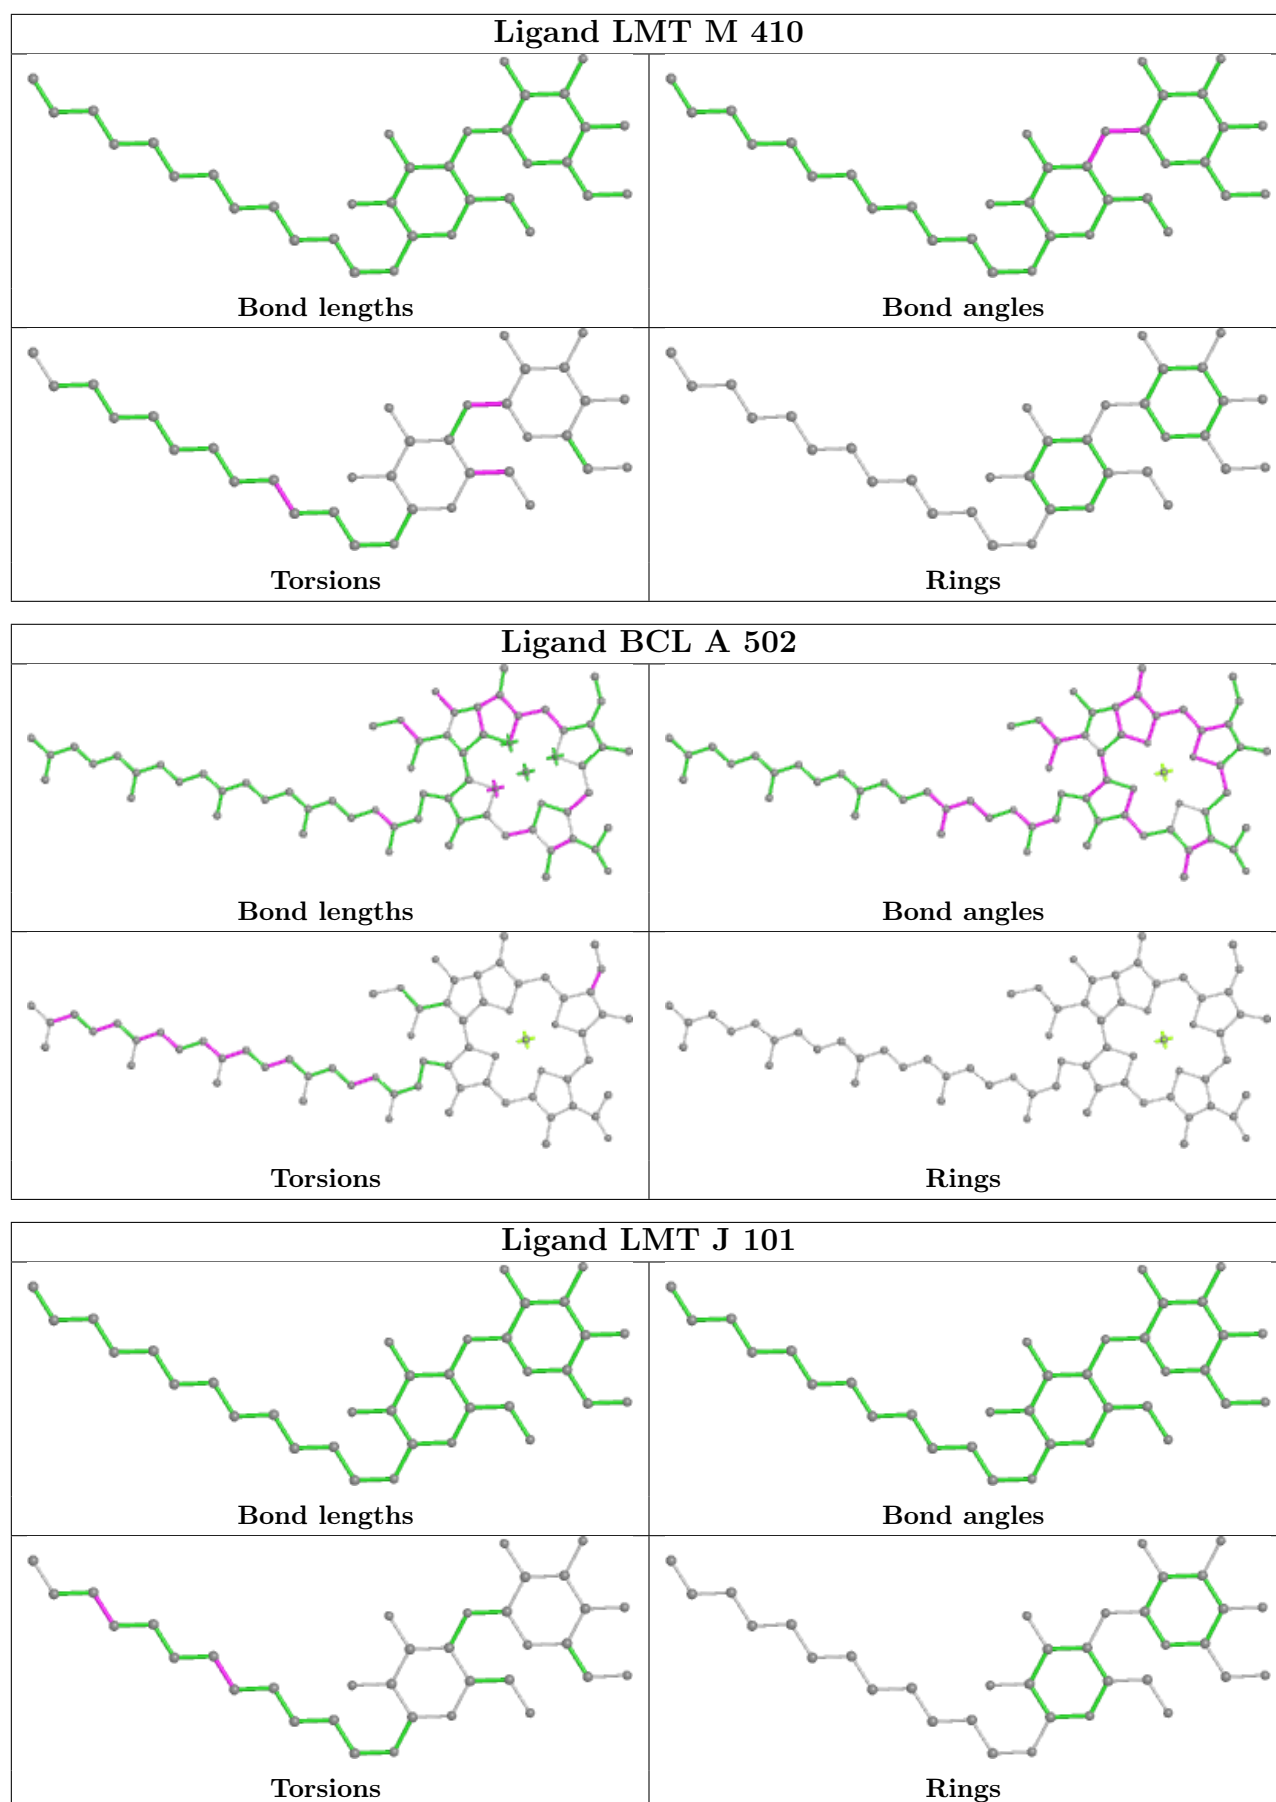 Ligand LMT M 410
Bond lengths
Bond angles
Torsions
Rings
Ligand BCL A 502
Bond lengths
Bond angles
Torsions
Rings
Ligand LMT J 101
Bond lengths
Bond angles
Torsions
Rings